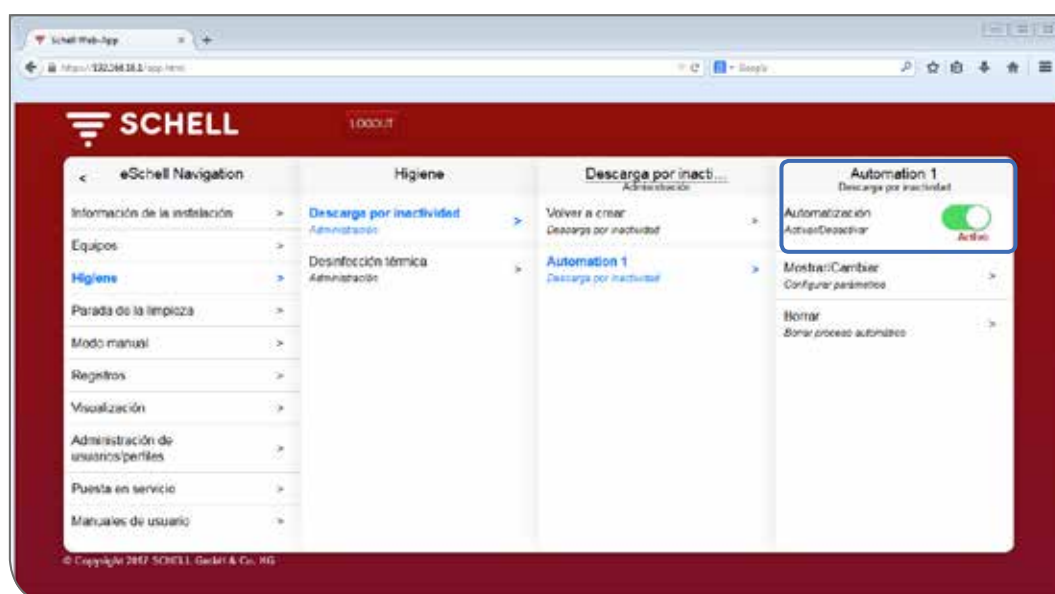 Schell Web-App
Google
SCHELL
LOGOUT
< eSchell Navigation
Información de la instalación >
Equipos >
Higiene >
Parada de la limpieza >
Modo manual >
Registros >
Visualización >
Administración de
usuarios/perfiles >
Puesta en servicio >
Manuales de usuario >
Higiene
Descarga por inactividad >
Administración
Desinfección térmica >
Administración
Descarga por inacti...
Administración
Volver a crear >
Descarga por inactividad
Automation 1 >
Descarga por inactividad
Automation 1
Descarga por inactividad
Automatización
Activar/Desactivar
Activo
Mostrar/Cambiar >
Configurar parámetros
Borrar >
Borrar proceso automático
© Copyright 2017 SCHELL GmbH & Co. KG